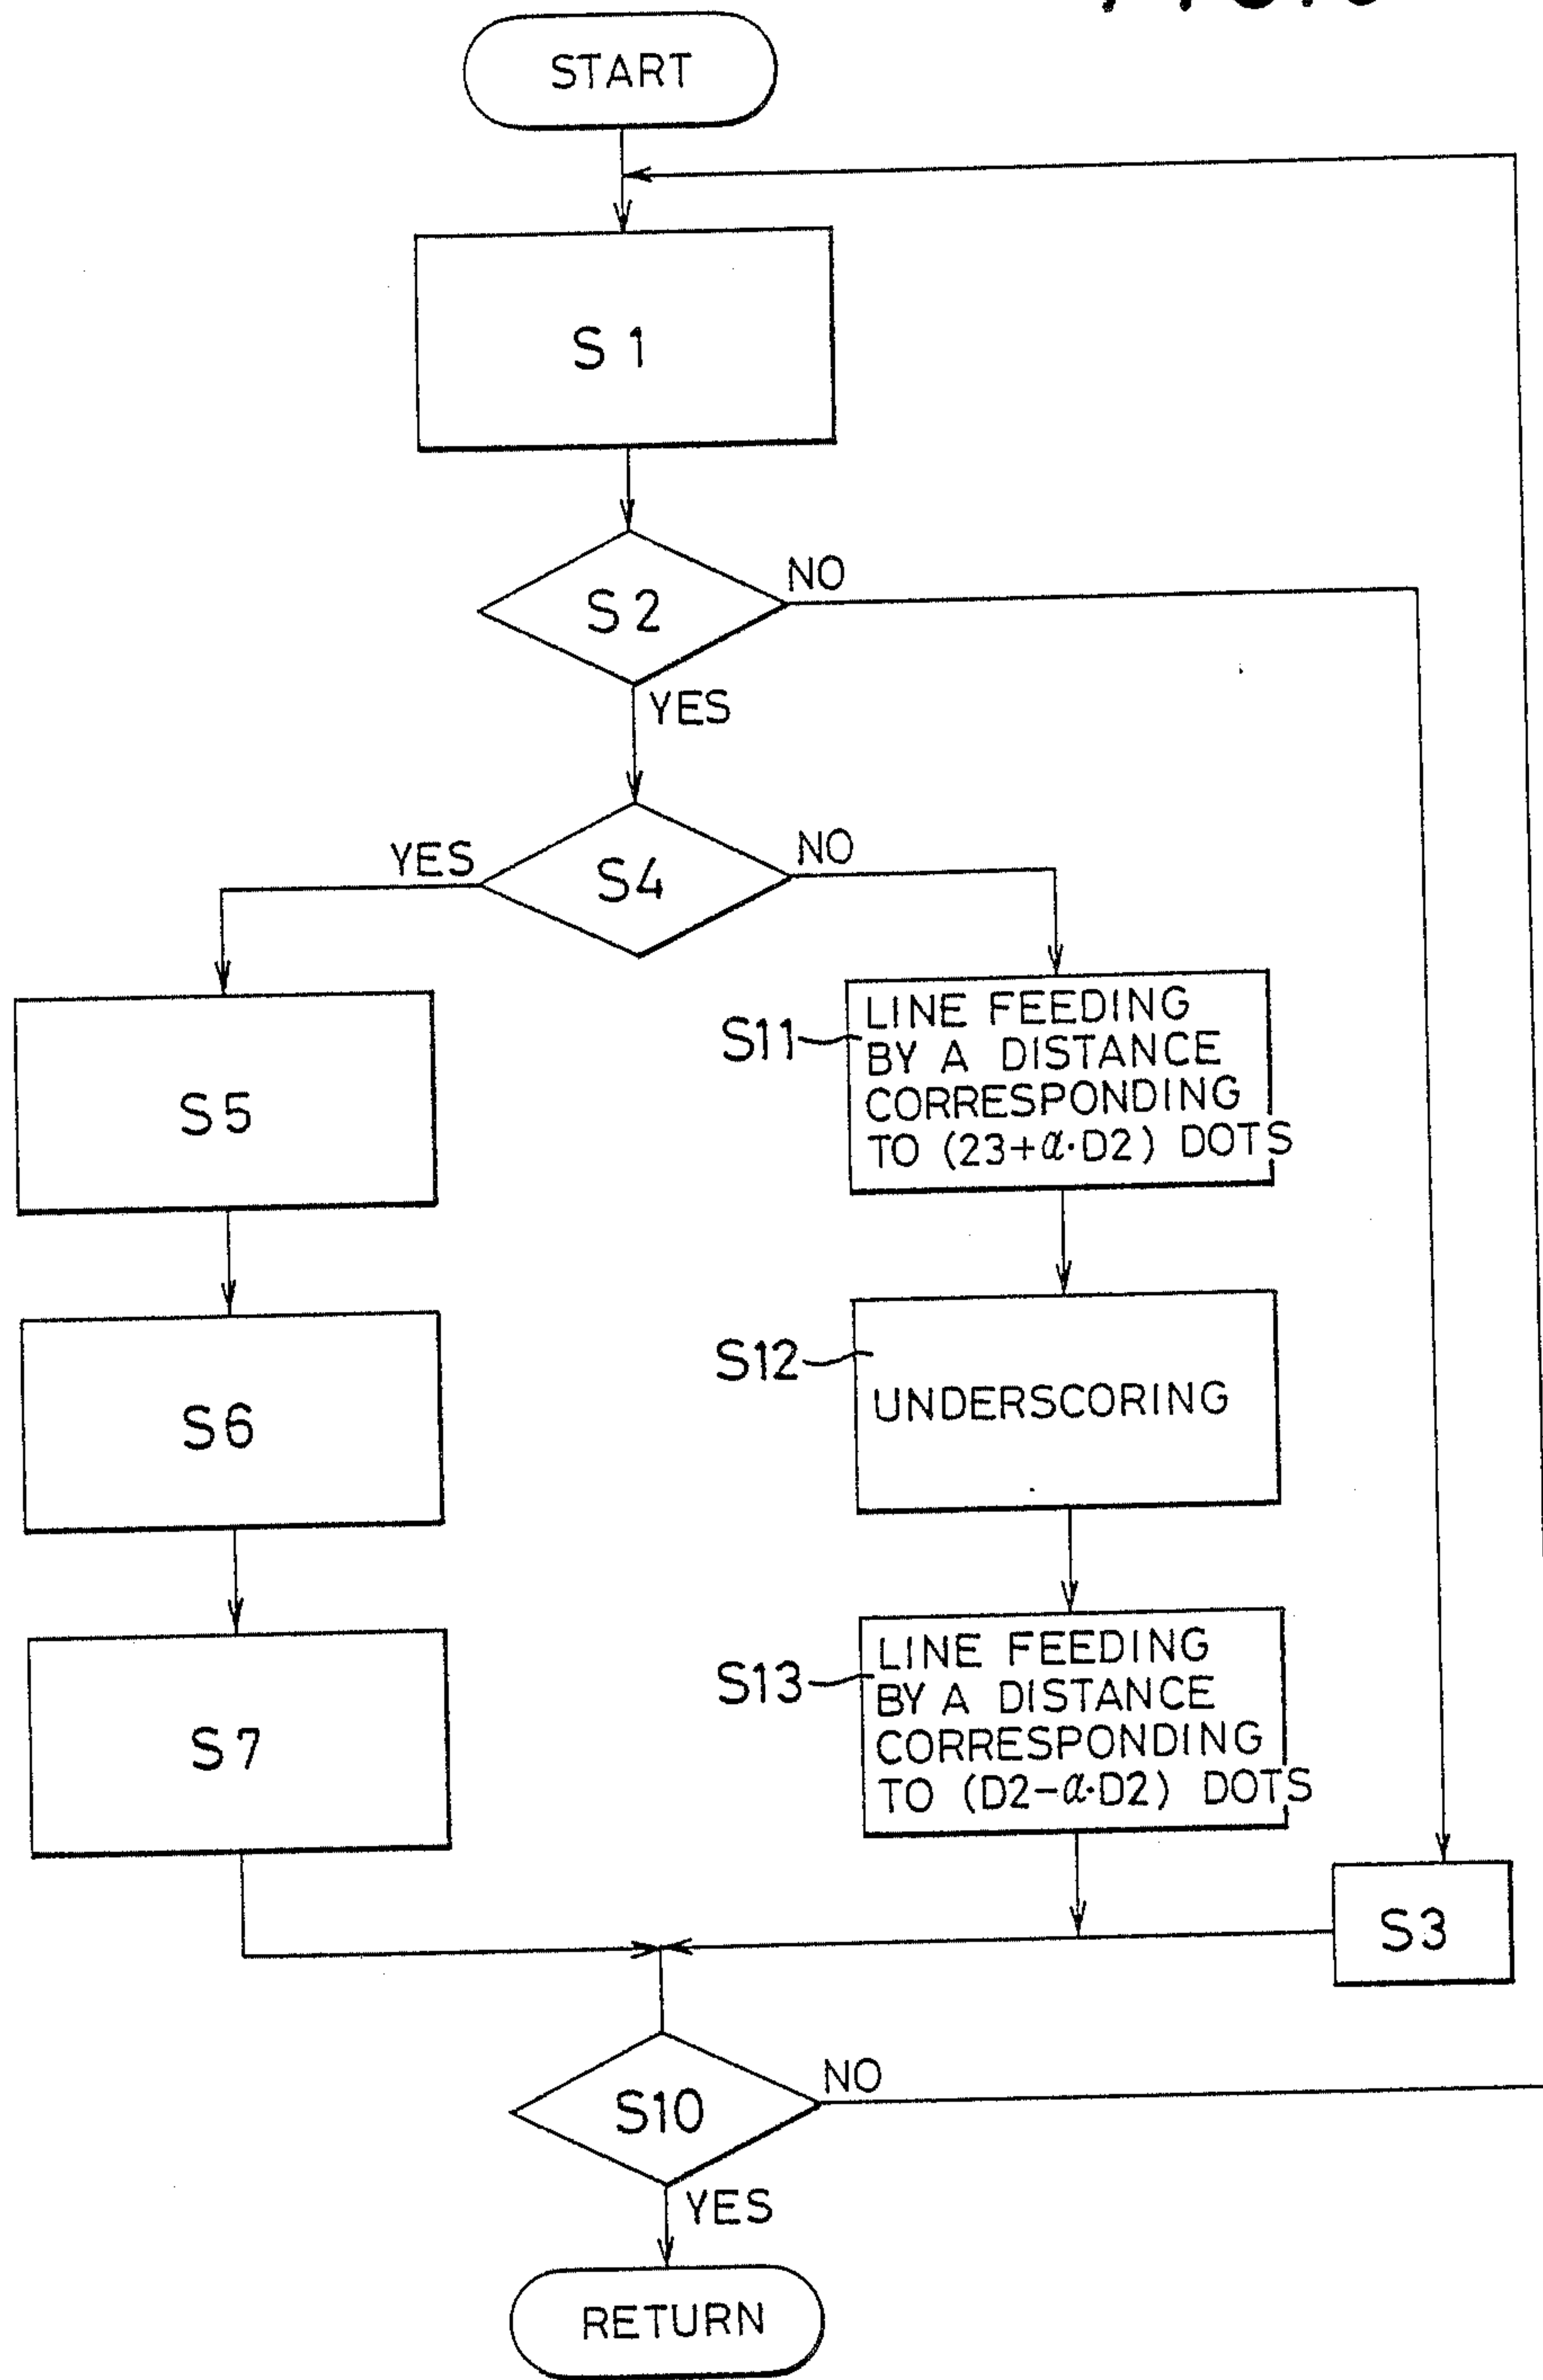 START
S1
S2
NO
YES
S4
YES
NO
S5
S11
LINE FEEDING
BY A DISTANCE
CORRESPONDING
TO (23+α·D2) DOTS
S6
S12
UNDERSCORING
S7
S13
LINE FEEDING
BY A DISTANCE
CORRESPONDING
TO (D2-α·D2) DOTS
S3
S10
NO
YES
RETURN